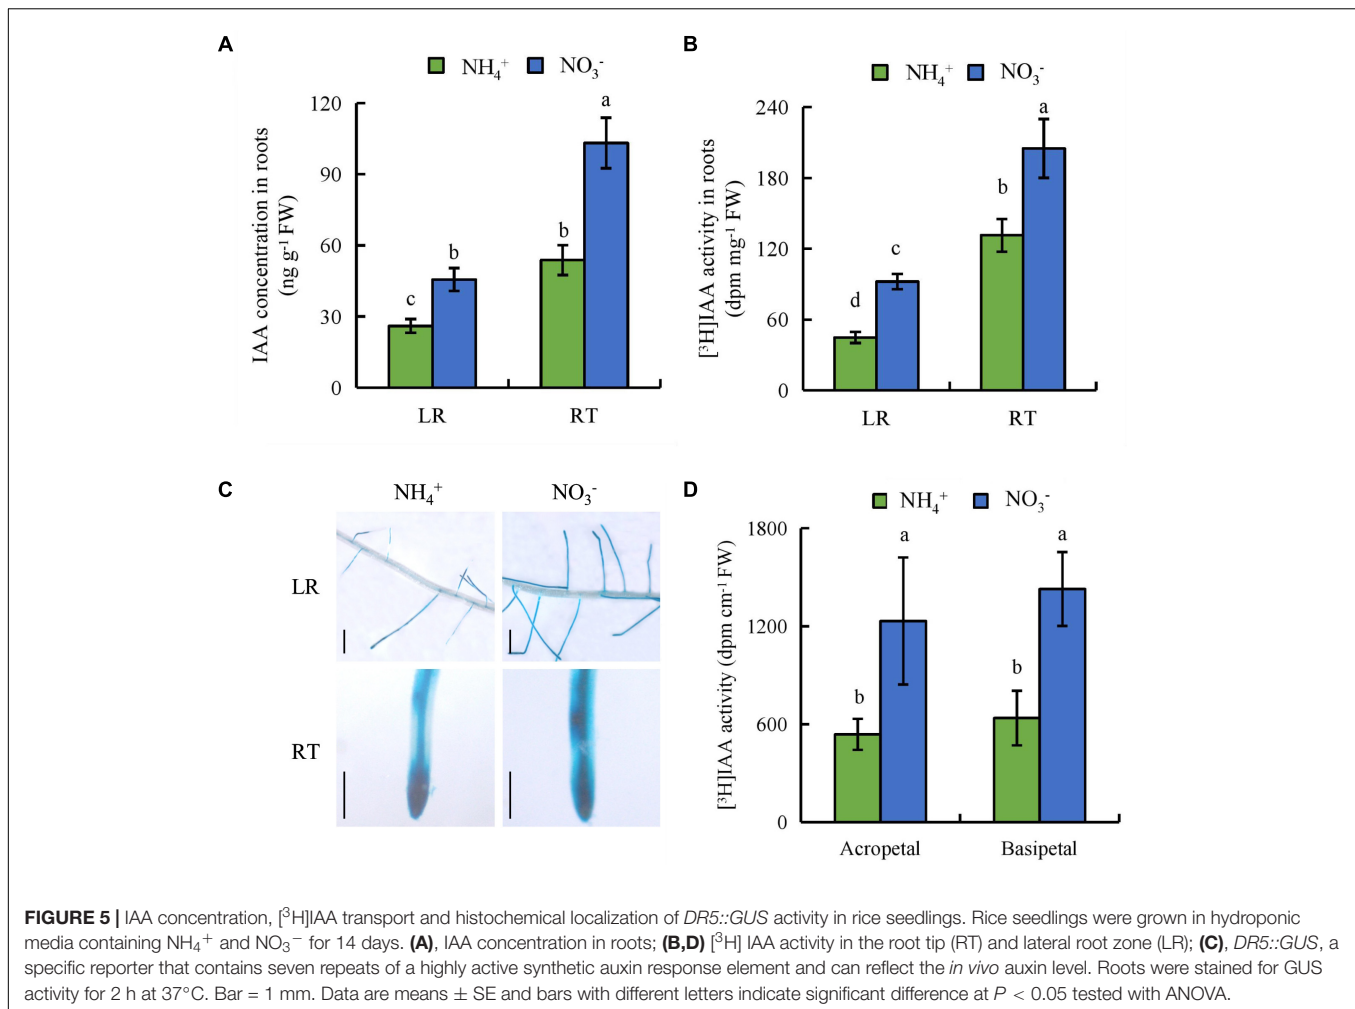 A
NH₄⁺ NO₃⁻
IAA concentration in roots
(ng g⁻¹ FW)
120
90
60
30
0
c
b
b
a
LR RT
B
NH₄⁺ NO₃⁻
[³H]IAA activity in roots
(dpm mg⁻¹ FW)
240
180
120
60
0
d
c
b
a
LR RT
C
NH₄⁺ NO₃⁻
LR
RT
D
NH₄⁺ NO₃⁻
[³H]IAA activity (dpm cm⁻¹ FW)
1800
1200
600
0
b
a
b
a
Acropetal Basipetal
FIGURE 5 | IAA concentration, [³H]IAA transport and histochemical localization of DR5::GUS activity in rice seedlings. Rice seedlings were grown in hydroponic
media containing NH₄⁺ and NO₃⁻ for 14 days. (A), IAA concentration in roots; (B,D) [³H] IAA activity in the root tip (RT) and lateral root zone (LR); (C), DR5::GUS, a
specific reporter that contains seven repeats of a highly active synthetic auxin response element and can reflect the in vivo auxin level. Roots were stained for GUS
activity for 2 h at 37°C. Bar = 1 mm. Data are means ± SE and bars with different letters indicate significant difference at P < 0.05 tested with ANOVA.